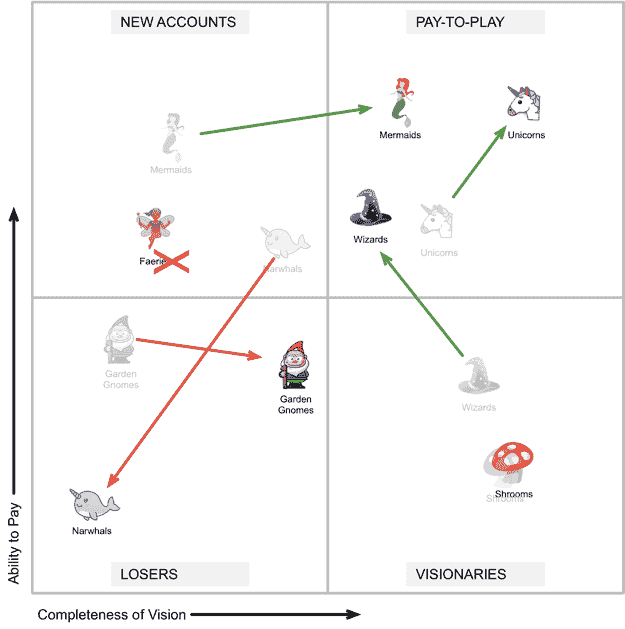 NEW ACCOUNTS
PAY-TO-PLAY
Mermaids
Unicorns
Mermaids
Faerie
Narwhals
Wizards
Unicorns
Garden
Gnomes
Garden
Gnomes
Wizards
Shrooms
Shrooms
Narwhals
LOSERS
VISIONARIES
Ability to Pay
Completeness of Vision